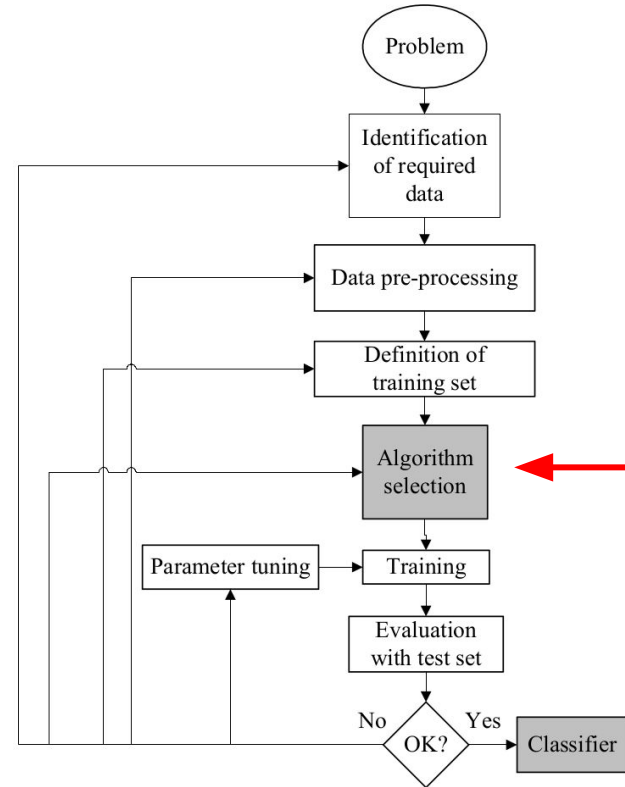 Problem
Identification
of required
data
Data pre-processing
Definition of
training set
Algorithm
selection
Parameter tuning
Training
Evaluation
with test set
No
Yes
OK?
Classifier